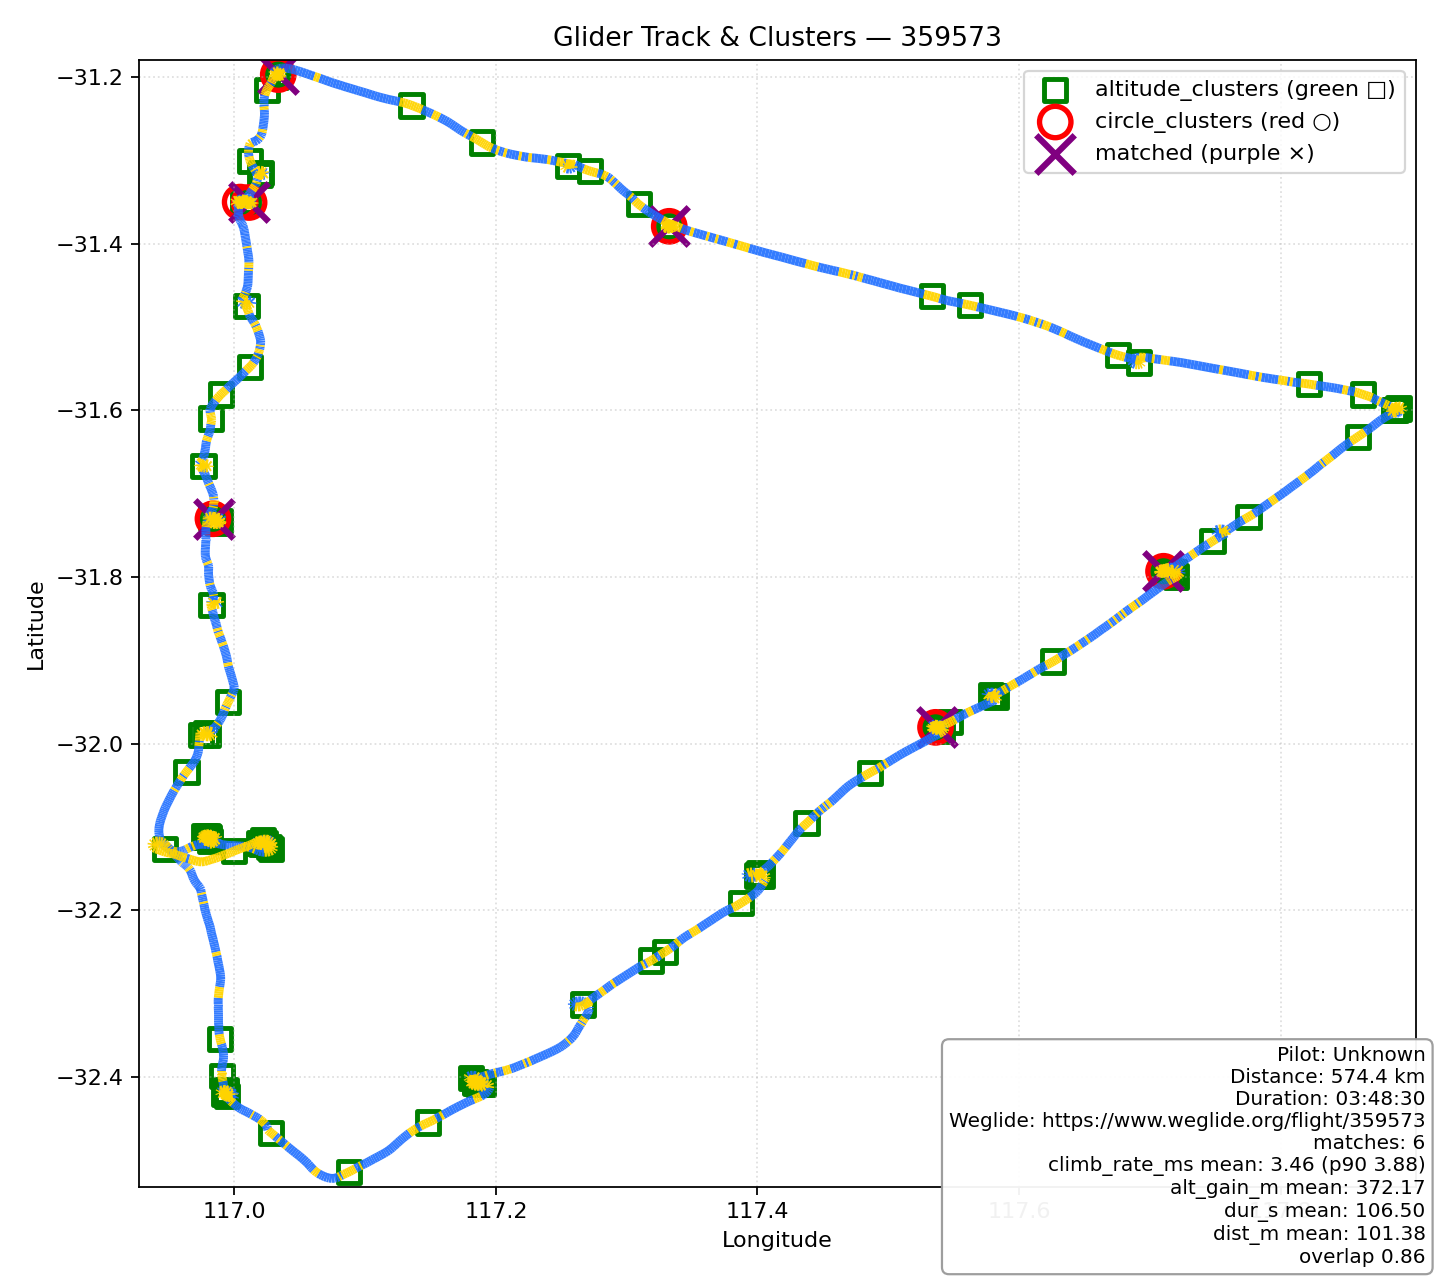 Glider Track & Clusters — 359573
altitude_clusters (green □)
circle_clusters (red ○)
matched (purple ×)
Latitude
−31.2
−31.4
−31.6
−31.8
−32.0
−32.2
−32.4
117.0
117.2
117.4
117.6
Longitude
Pilot: Unknown
Distance: 574.4 km
Duration: 03:48:30
Weglide: https://www.weglide.org/flight/359573
matches: 6
climb_rate_ms mean: 3.46 (p90 3.88)
alt_gain_m mean: 372.17
dur_s mean: 106.50
dist_m mean: 101.38
overlap 0.86